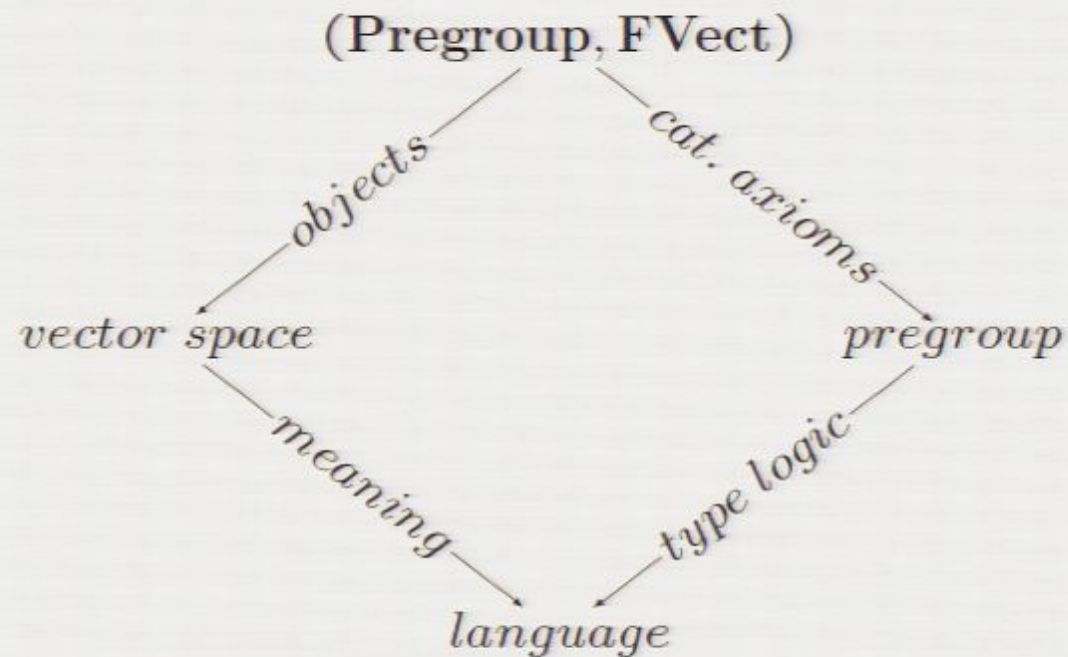 (Pregroup, FVect)
objects
cat. axioms
vector space
pregroup
meaning
type logic
language